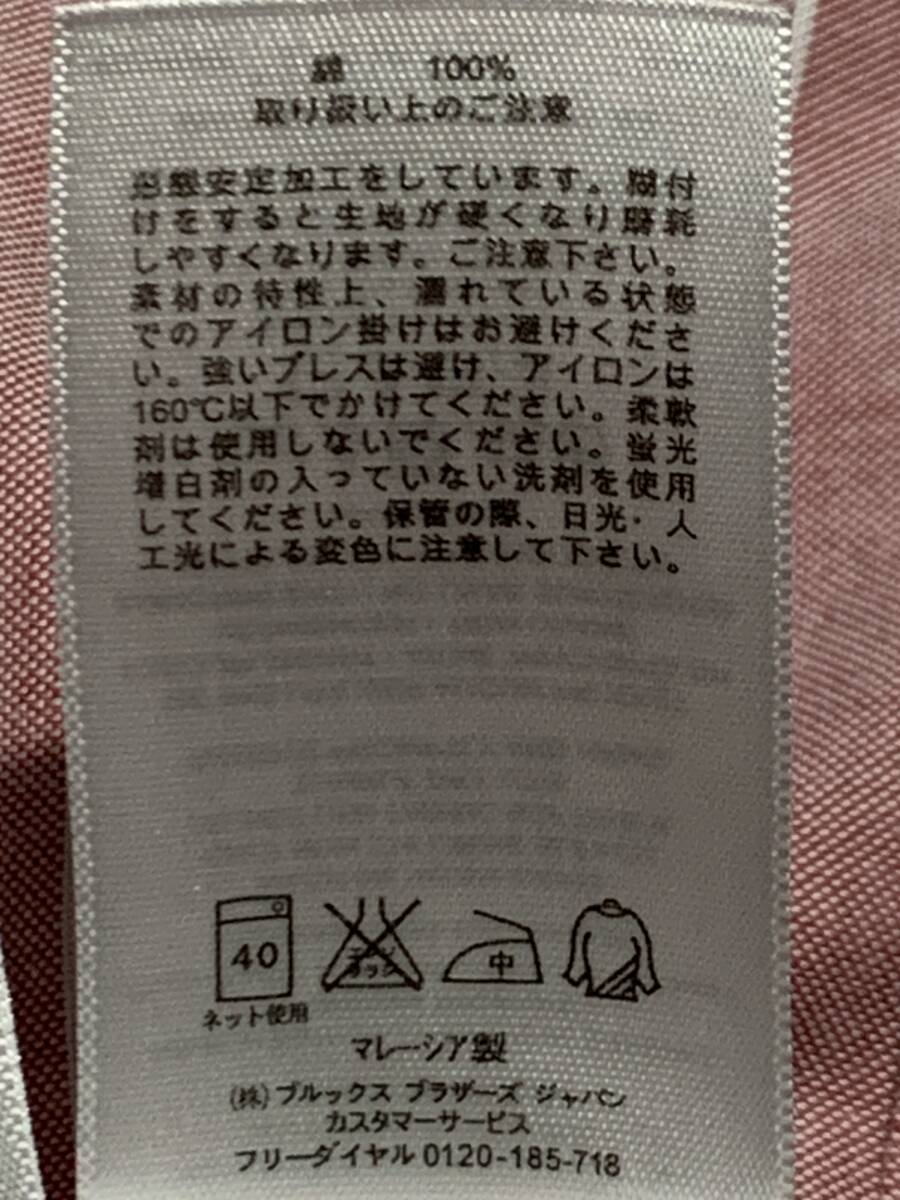 綿 100%
取り扱い上のご注意
形態安定加工をしています。糊付
けをすると生地が硬くなり磨耗
しやすくなります。ご注意下さい。
素材の特性上、濡れている状態
でのアイロン掛けはお避けくださ
い。強いプレスは避け、アイロンは
160℃以下でかけてください。柔軟
剤は使用しないでください。蛍光
増白剤の入っていない洗剤を使用
してください。保管の際、日光・人
工光による変色に注意して下さい。
40
中
ネット使用
マレーシア製
(株)ブルックス ブラザーズ ジャパン
カスタマーサービス
フリーダイヤル 0120-185-718